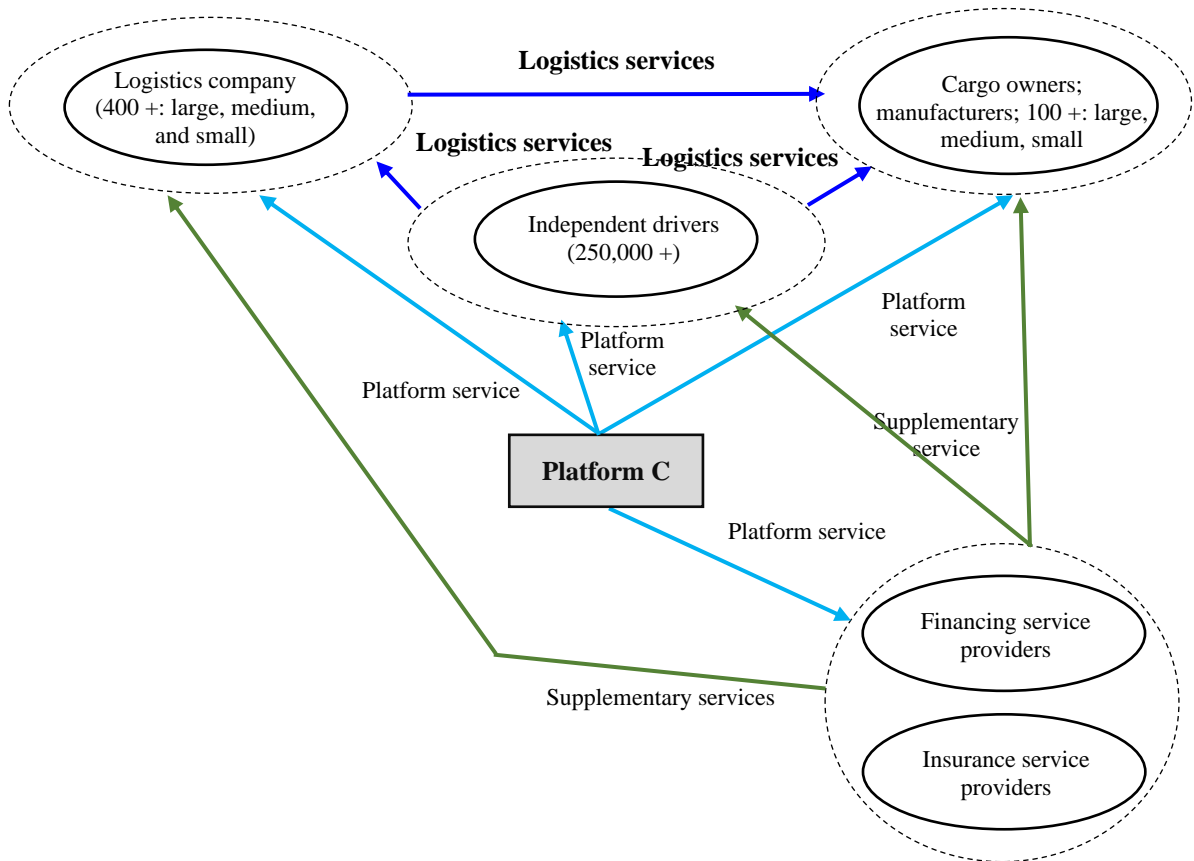 Logistics services
Logistics company
(400 +: large, medium,
and small)
Cargo owners;
manufacturers; 100 +: large,
medium, small
Logistics services
Logistics services
Independent drivers
(250,000 +)
Platform
service
Platform
service
Platform service
Supplementary
service
Platform C
Platform service
Financing service
providers
Supplementary services
Insurance service
providers